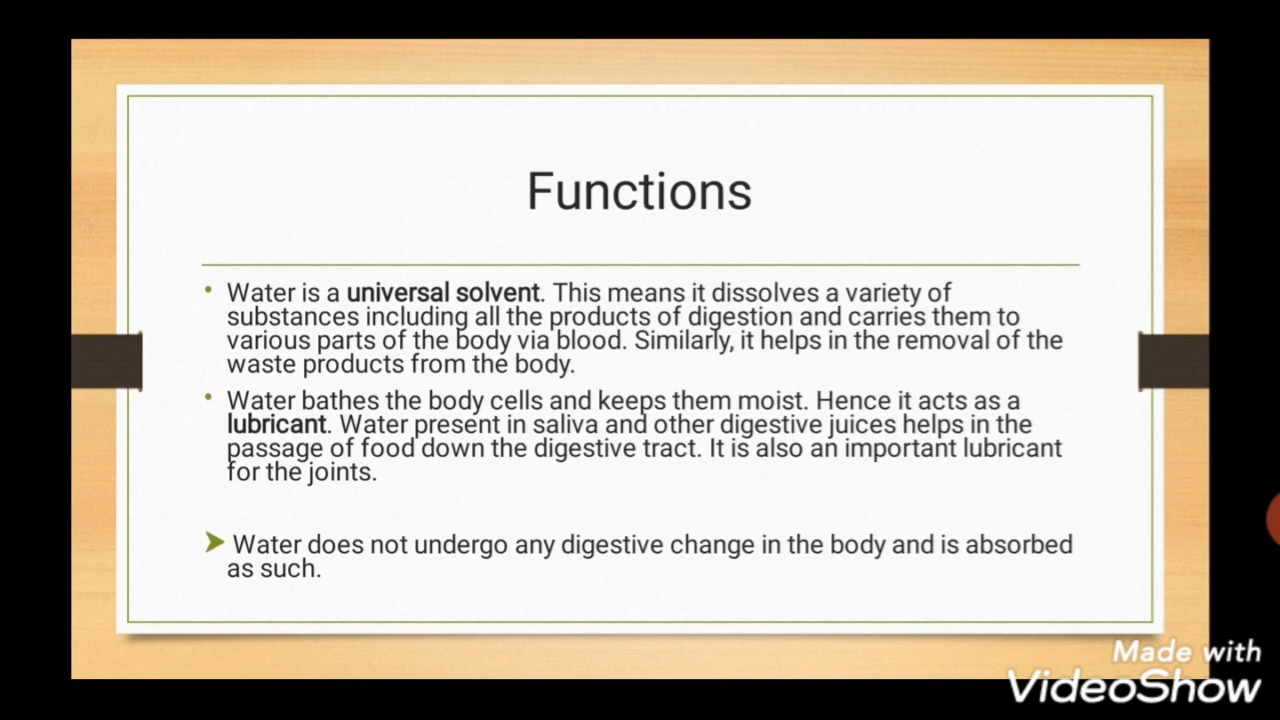 Functions
• Water is a universal solvent. This means it dissolves a variety of
substances including all the products of digestion and carries them to
various parts of the body via blood. Similarly, it helps in the removal of the
waste products from the body.
• Water bathes the body cells and keeps them moist. Hence it acts as a
lubricant. Water present in saliva and other digestive juices helps in the
passage of food down the digestive tract. It is also an important lubricant
for the joints.
➤ Water does not undergo any digestive change in the body and is absorbed
as such.
Made with
VideoShow